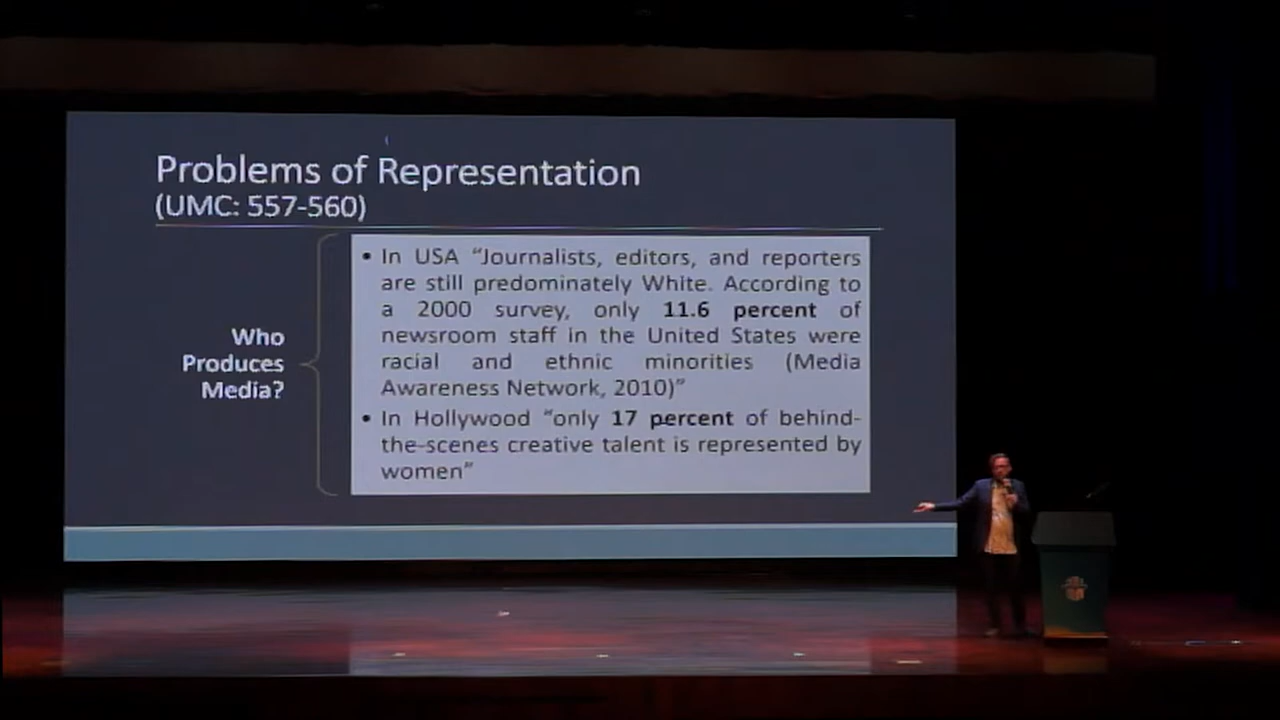 Problems of Representation
(UMC: 557-560)
Who
Produces
Media?
• In USA “Journalists, editors, and reporters
are still predominately White. According to
a 2000 survey, only 11.6 percent of
newsroom staff in the United States were
racial and ethnic minorities (Media
Awareness Network, 2010)”
• In Hollywood “only 17 percent of behind-
the-scenes creative talent is represented by
women”